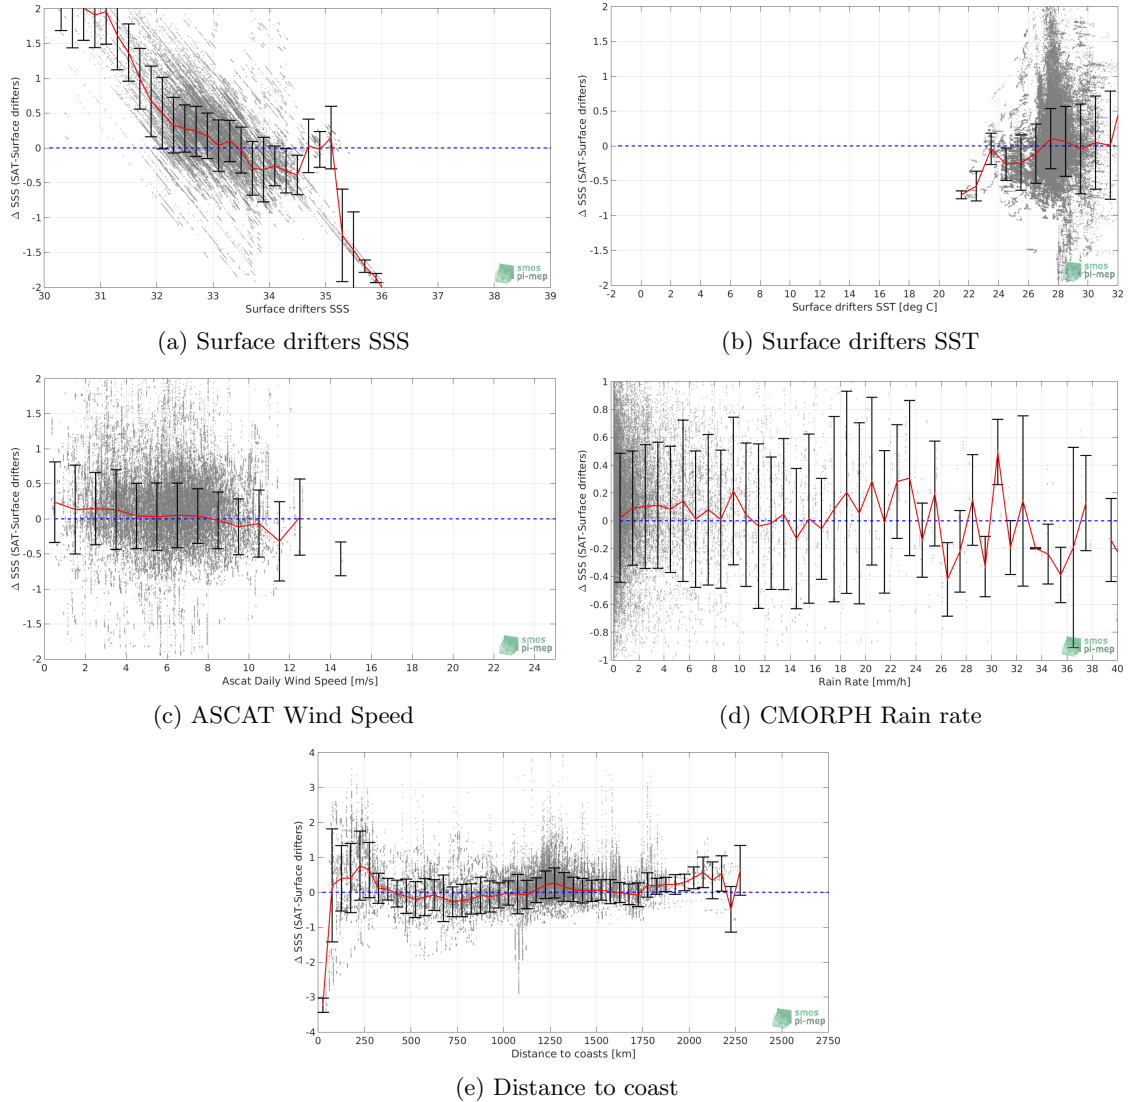 2
1.5
1
0.5
0
-0.5
-1
-1.5
-2
Δ SSS (SAT-Surface drifters)
30 31 32 33 34 35 36 37 38 39
Surface drifters SSS
smos
pi-mep
(a) Surface drifters SSS
2
1.5
1
0.5
0
-0.5
-1
-1.5
-2
Δ SSS (SAT-Surface drifters)
-2 0 2 4 6 8 10 12 14 16 18 20 22 24 26 28 30 32
Surface drifters SST [deg C]
smos
pi-mep
(b) Surface drifters SST
2
1.5
1
0.5
0
-0.5
-1
-1.5
-2
Δ SSS (SAT-Surface drifters)
0 2 4 6 8 10 12 14 16 18 20 22 24
Ascat Daily Wind Speed [m/s]
smos
pi-mep
(c) ASCAT Wind Speed
1
0.8
0.6
0.4
0.2
0
-0.2
-0.4
-0.6
-0.8
-1
Δ SSS (SAT-Surface drifters)
0 2 4 6 8 10 12 14 16 18 20 22 24 26 28 30 32 34 36 38 40
Rain Rate [mm/h]
smos
pi-mep
(d) CMORPH Rain rate
4
3
2
1
0
-1
-2
-3
-4
Δ SSS (SAT-Surface drifters)
0 250 500 750 1000 1250 1500 1750 2000 2250 2500 2750
Distance to coasts [km]
smos
pi-mep
(e) Distance to coast